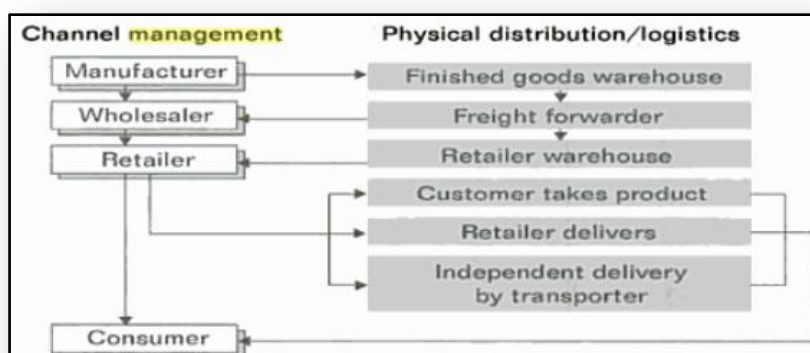 Channel management
Physical distribution/logistics
Manufacturer
Finished goods warehouse
Wholesaler
Freight forwarder
Retailer
Retailer warehouse
Customer takes product
Retailer delivers
Independent delivery
by transporter
Consumer